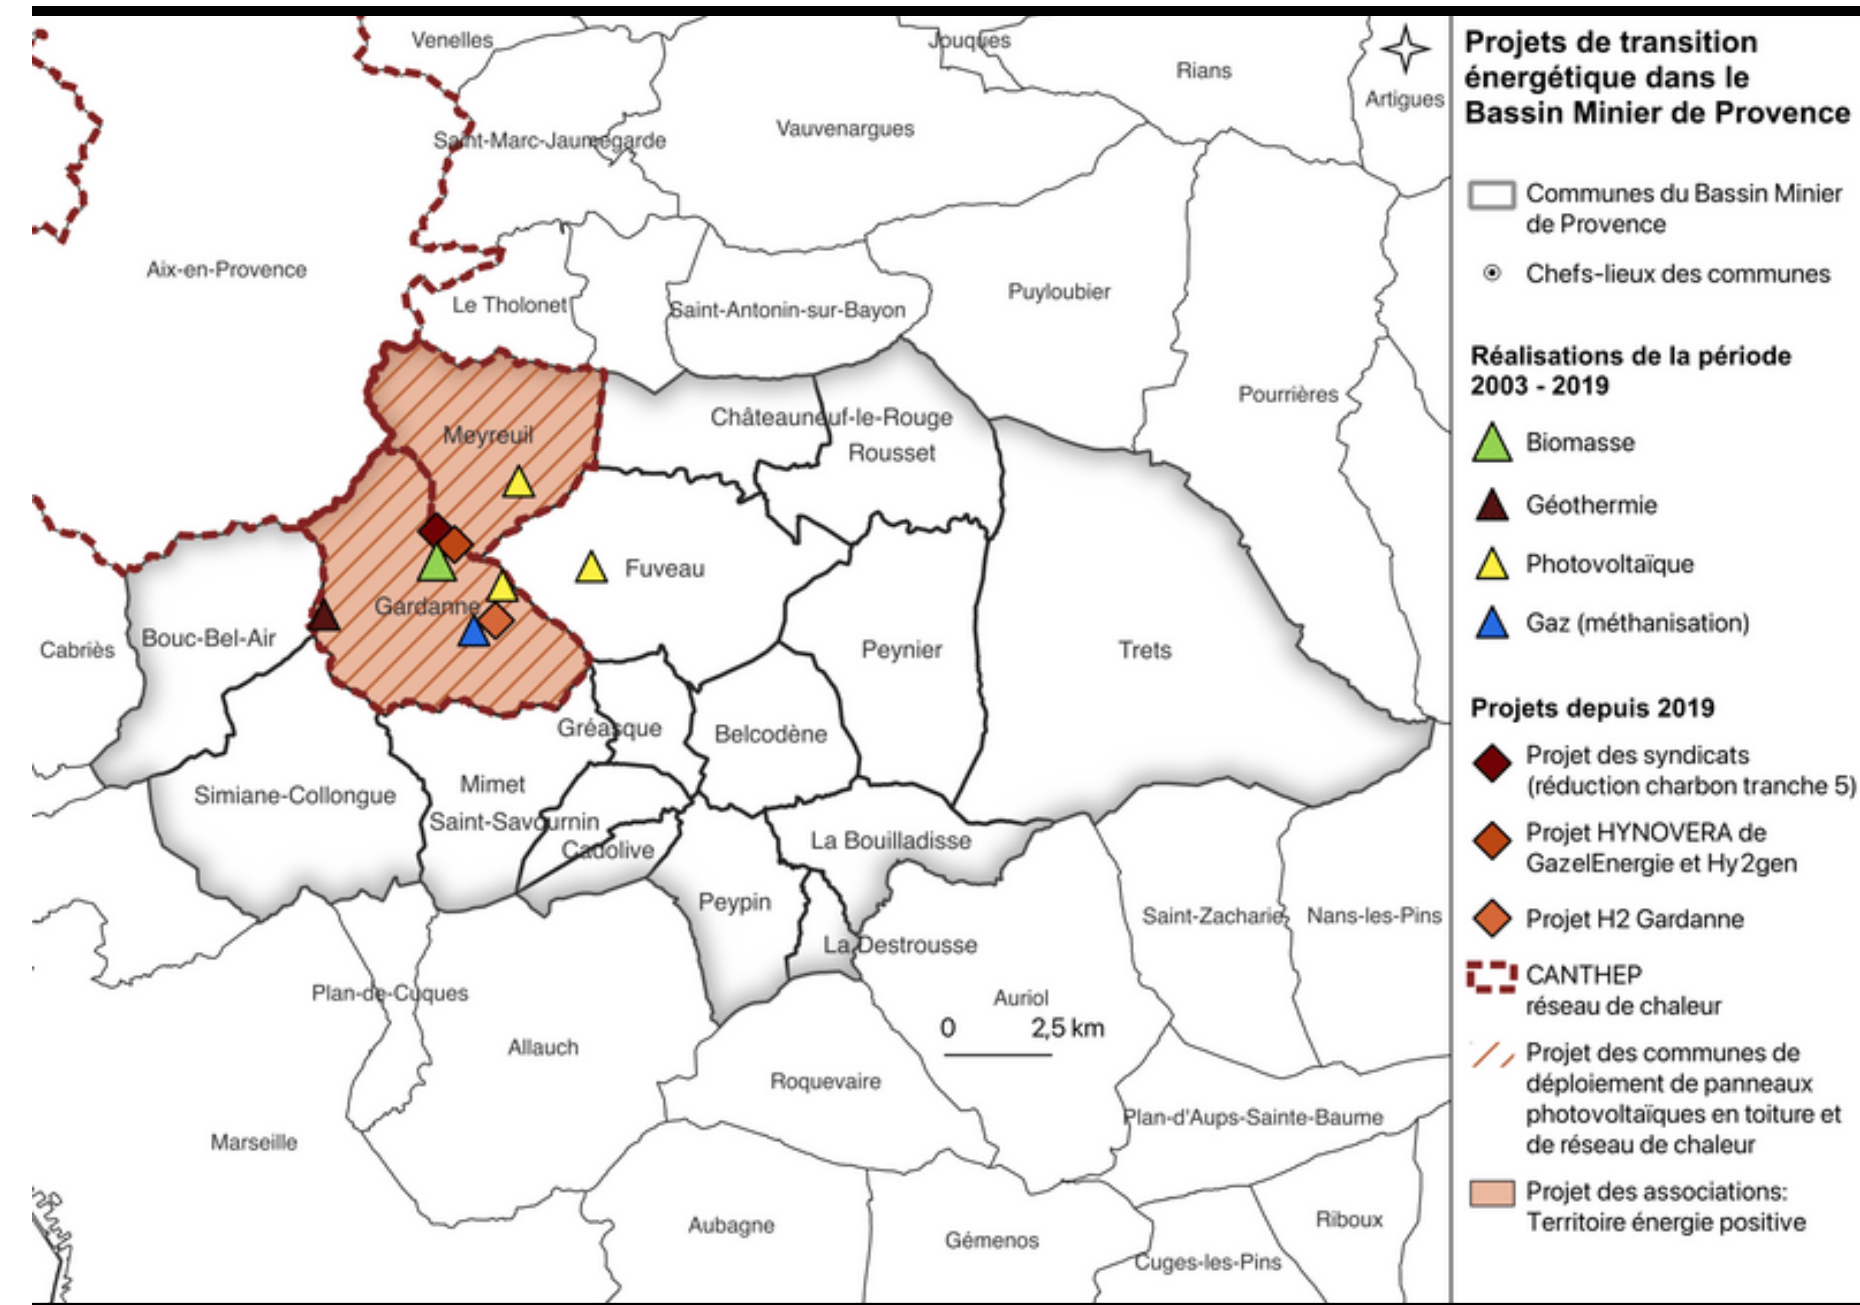 Venelles
Jouques
Rians
Artigues
Saint-Marc-Jaumegarde
Vauvenargues
Aix-en-Provence
Le Tholonet
Saint-Antonin-sur-Bayon
Puyloubier
Pourrières
Châteauneuf-le-Rouge
Meyreuil
Rousset
Fuveau
Gardanne
Bouc-Bel-Air
Cabriès
Peynier
Trets
Gréasque
Belcodène
Mimet
Simiane-Collongue
Saint-Savournin
Cadolive
La Bouilladisse
Peypin
La Destrousse
Saint-Zacharie
Nans-les-Pins
Plan-de-Cuques
Auriol
0 2,5 km
Allauch
Roquevaire
Plan-d'Aups-Sainte-Baume
Marseille
Aubagne
Gémenos
Riboux
Cuges-les-Pins
Projets de transition
énergétique dans le
Bassin Minier de Provence
Communes du Bassin Minier
de Provence
Chefs-lieux des communes
Réalisations de la période
2003 - 2019
Biomasse
Géothermie
Photovoltaïque
Gaz (méthanisation)
Projets depuis 2019
Projet des syndicats
(réduction charbon tranche 5)
Projet HYNOVERA de
GazelEnergie et Hy2gen
Projet H2 Gardanne
CANTHEP
réseau de chaleur
Projet des communes de
déploiement de panneaux
photovoltaïques en toiture et
de réseau de chaleur
Projet des associations:
Territoire énergie positive